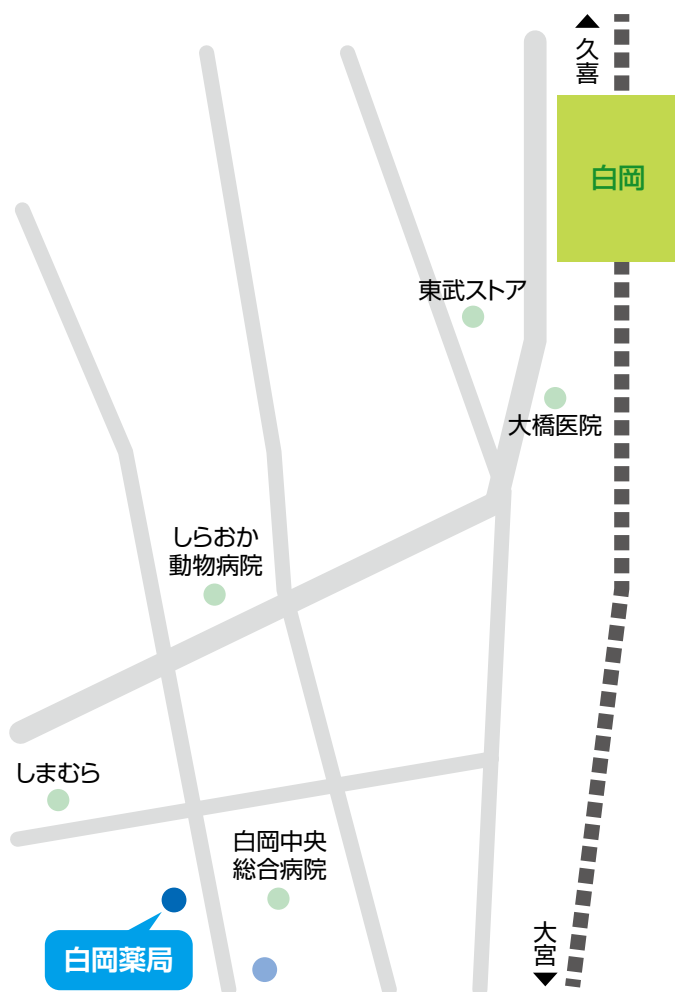 久喜
白岡
東武ストア
大橋医院
しらおか
動物病院
しまむら
白岡中央
総合病院
白岡薬局
大宮